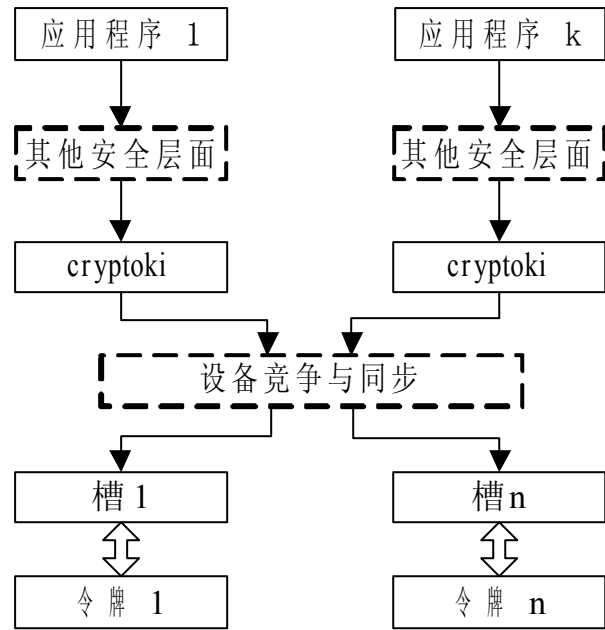 应用程序 1
应用程序 k
其他安全层面
其他安全层面
cryptoki
cryptoki
设备竞争与同步
槽1
槽n
令牌 1
令牌 n